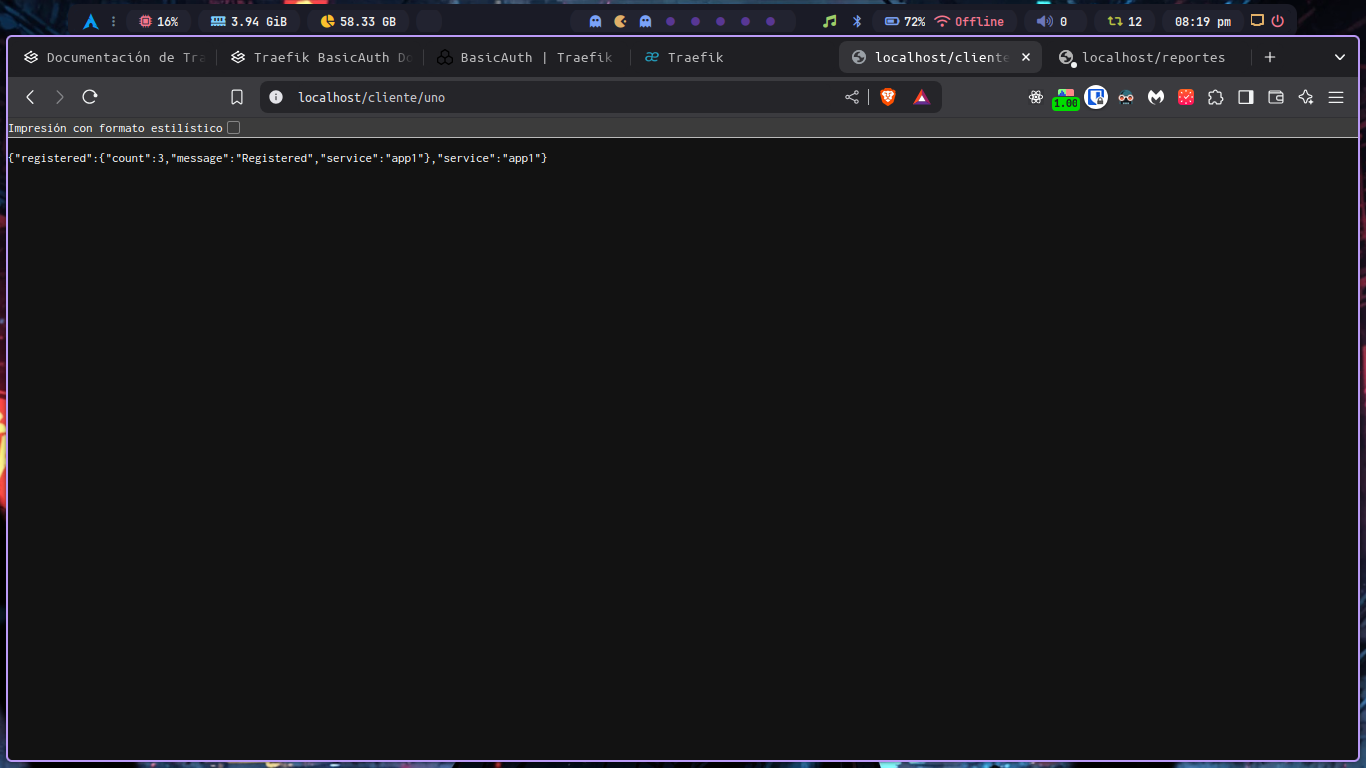 16% 3.94 GiB 58.33 GB 72% Offline 0 12 08:19 pm
Documentación de Tra Traefik BasicAuth Do BasicAuth | Traefik Traefik localhost/cliente localhost/reportes
localhost/cliente/uno 1.00
Impresión con formato estilístico
{"registered":{"count":3,"message":"Registered","service":"app1"},"service":"app1"}